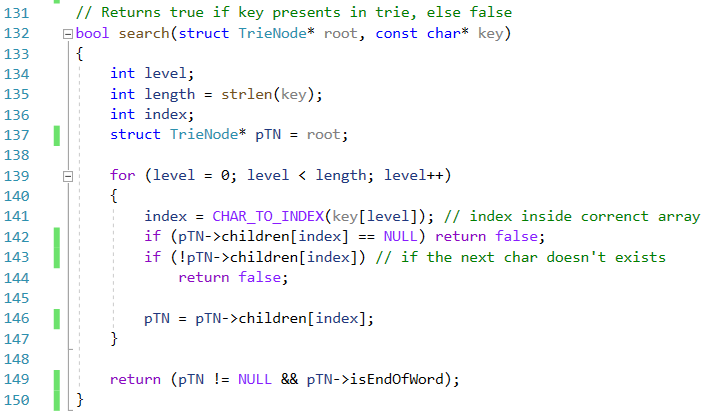 131 // Returns true if key presents in trie, else false
132 bool search(struct TrieNode* root, const char* key)
133 {
134     int level;
135     int length = strlen(key);
136     int index;
137     struct TrieNode* pTN = root;
138
139     for (level = 0; level < length; level++)
140     {
141         index = CHAR_TO_INDEX(key[level]); // index inside correnct array
142         if (pTN->children[index] == NULL) return false;
143         if (!pTN->children[index]) // if the next char doesn't exists
144             return false;
145
146         pTN = pTN->children[index];
147     }
148
149     return (pTN != NULL && pTN->isEndOfWord);
150 }